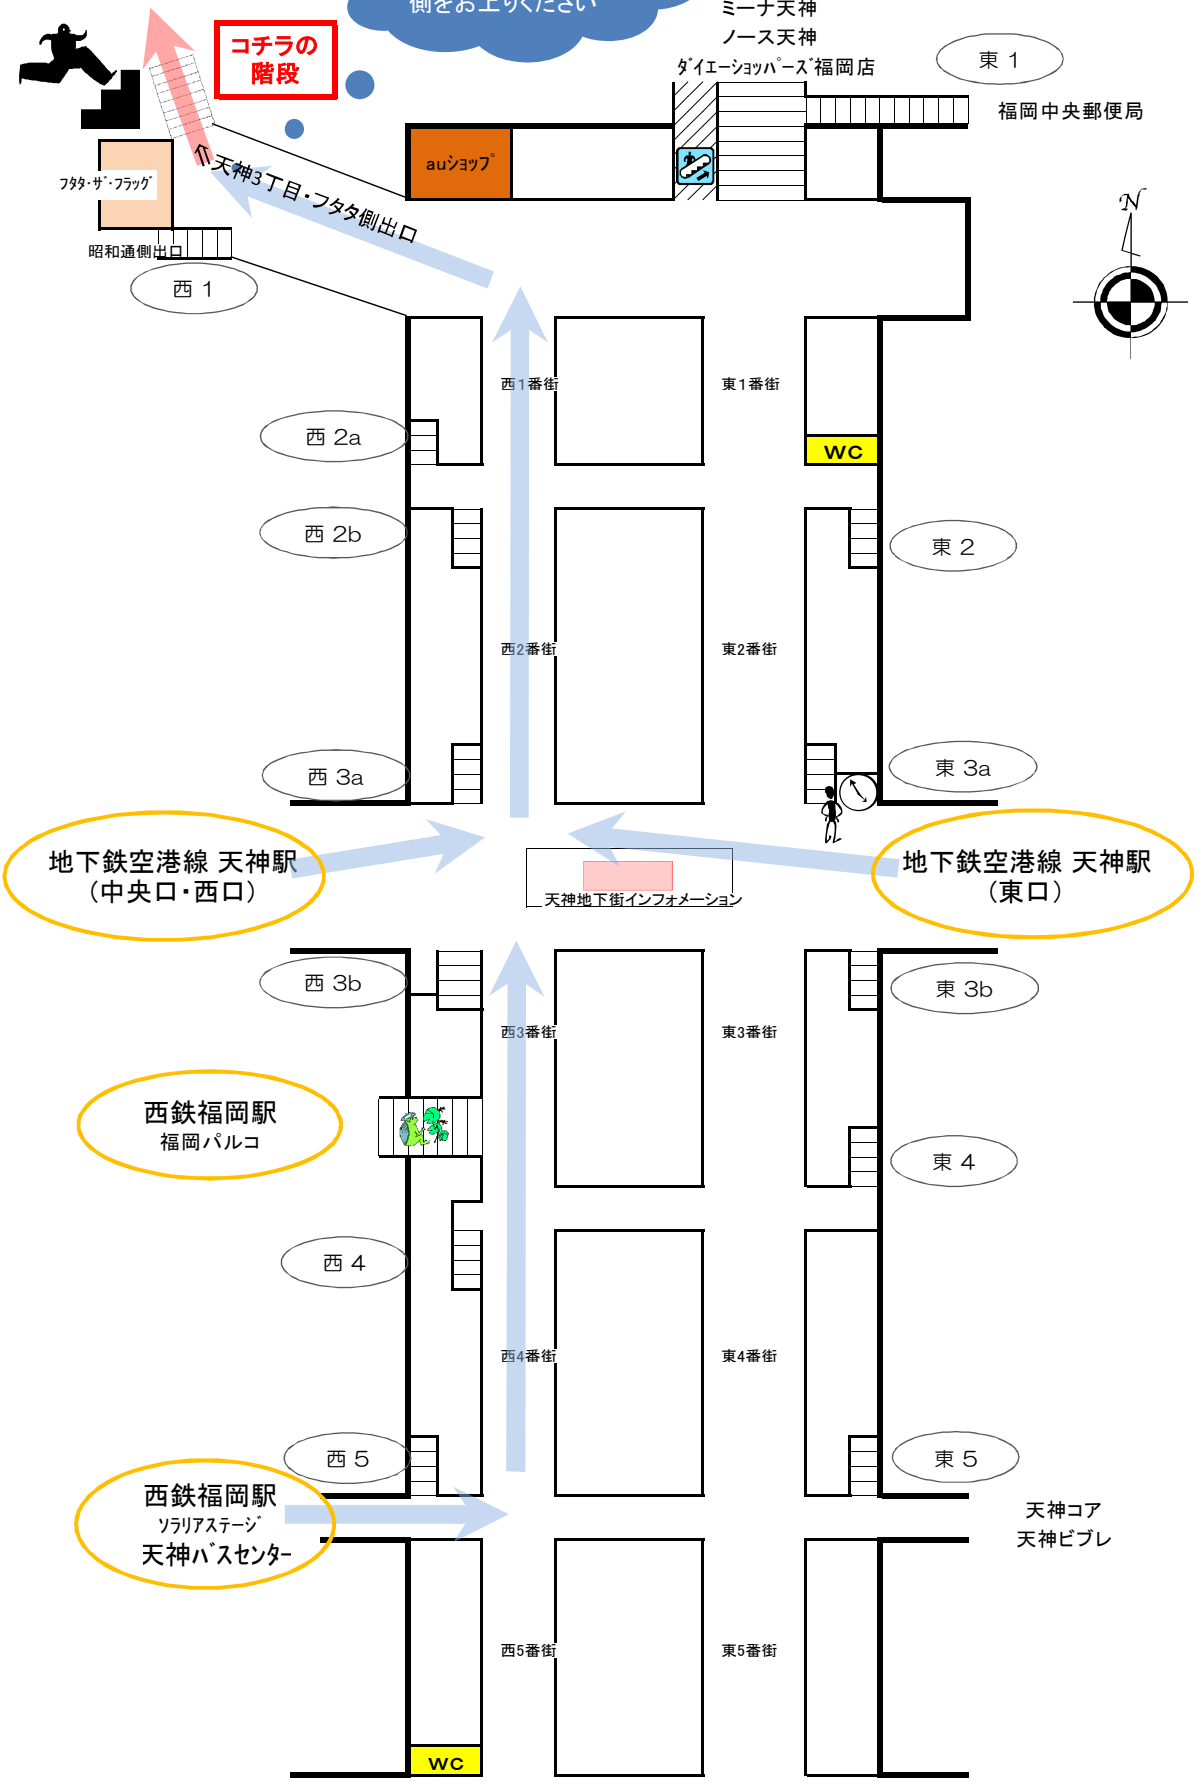 側をお上りください
ミーナ天神
ノース天神
ﾀﾞｲｴｰｼｮｯﾊﾟｰｽﾞ福岡店
コチラの
階段
東 1
福岡中央郵便局
auｼｮｯﾌﾟ
⇑天神3丁目・フタタ側出口
ﾌﾀﾀ･ｻﾞ･ﾌﾗｯｸﾞ
昭和通側出口
西 1
N
西1番街
東1番街
西 2a
WC
西 2b
東 2
西2番街
東2番街
西 3a
東 3a
地下鉄空港線 天神駅
（中央口・西口）
地下鉄空港線 天神駅
（東口）
天神地下街インフォメーション
西 3b
東 3b
西3番街
東3番街
西鉄福岡駅
福岡パルコ
東 4
西 4
西4番街
東4番街
西 5
東 5
西鉄福岡駅
ｿﾗﾘｱｽﾃｰｼﾞ
天神バスセンター
天神コア
天神ビブレ
西5番街
東5番街
WC